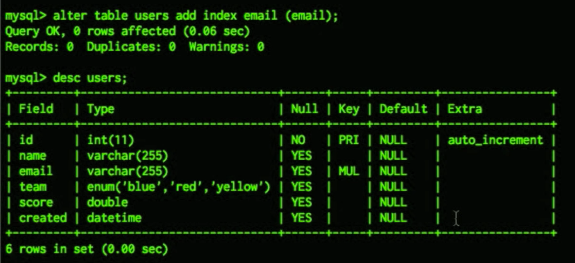 mysql> alter table users add index email (email);
Query OK, 0 rows affected (0.06 sec)
Records: 0  Duplicates: 0  Warnings: 0
mysql> desc users;
+---------+-----------------------------+------+-----+---------+----------------+
| Field   | Type                        | Null | Key | Default | Extra          |
+---------+-----------------------------+------+-----+---------+----------------+
| id      | int(11)                     | NO   | PRI | NULL    | auto_increment |
| name    | varchar(255)                | YES  |     | NULL    |                |
| email   | varchar(255)                | YES  | MUL | NULL    |                |
| team    | enum('blue','red','yellow') | YES  |     | NULL    |                |
| score   | double                      | YES  |     | NULL    |                |
| created | datetime                    | YES  |     | NULL    |                |
+---------+-----------------------------+------+-----+---------+----------------+
6 rows in set (0.00 sec)